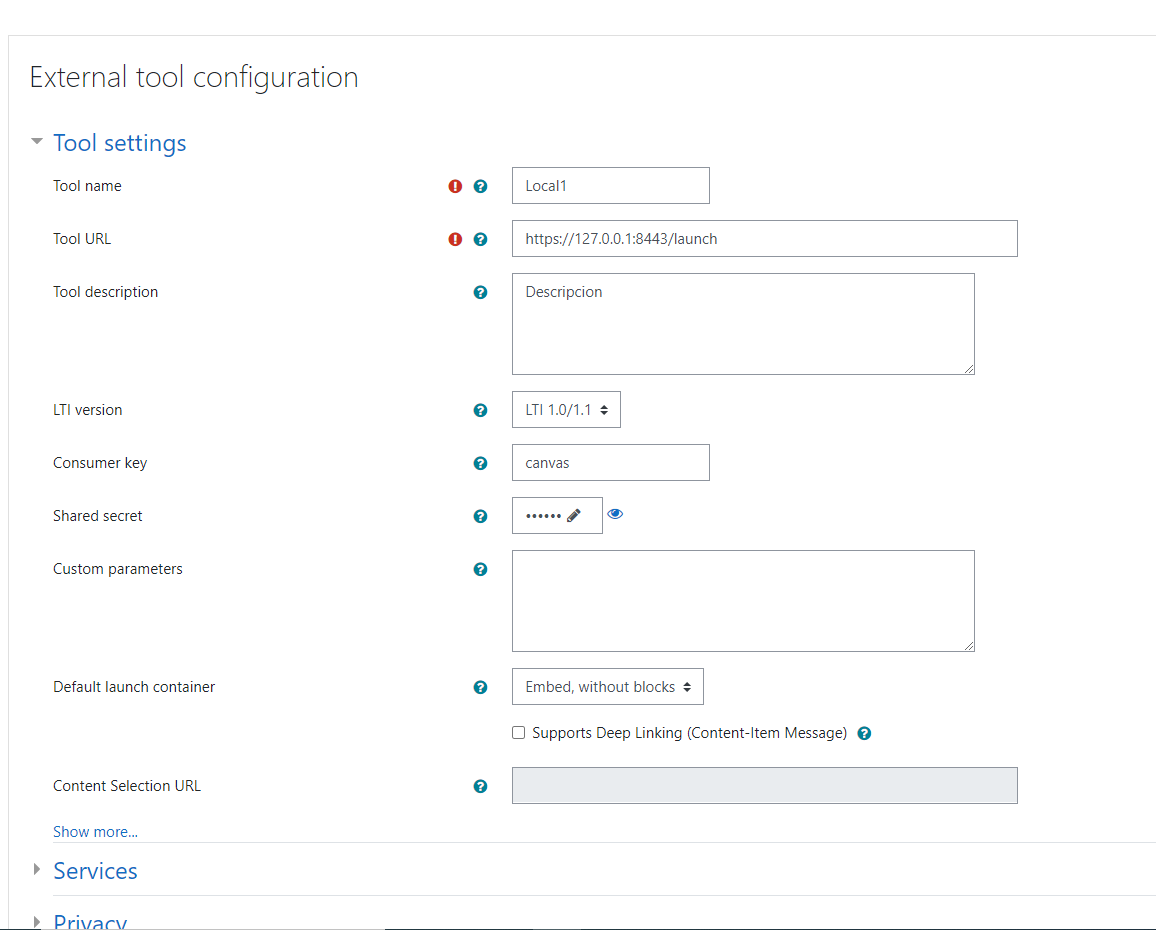 External tool configuration
Tool settings
Tool name
Local1
Tool URL
https://127.0.0.1:8443/launch
Tool description
Descripcion
LTI version
LTI 1.0/1.1
Consumer key
canvas
Shared secret
••••••
Custom parameters
Default launch container
Embed, without blocks
Supports Deep Linking (Content-Item Message)
Content Selection URL
Show more...
Services
Privacy